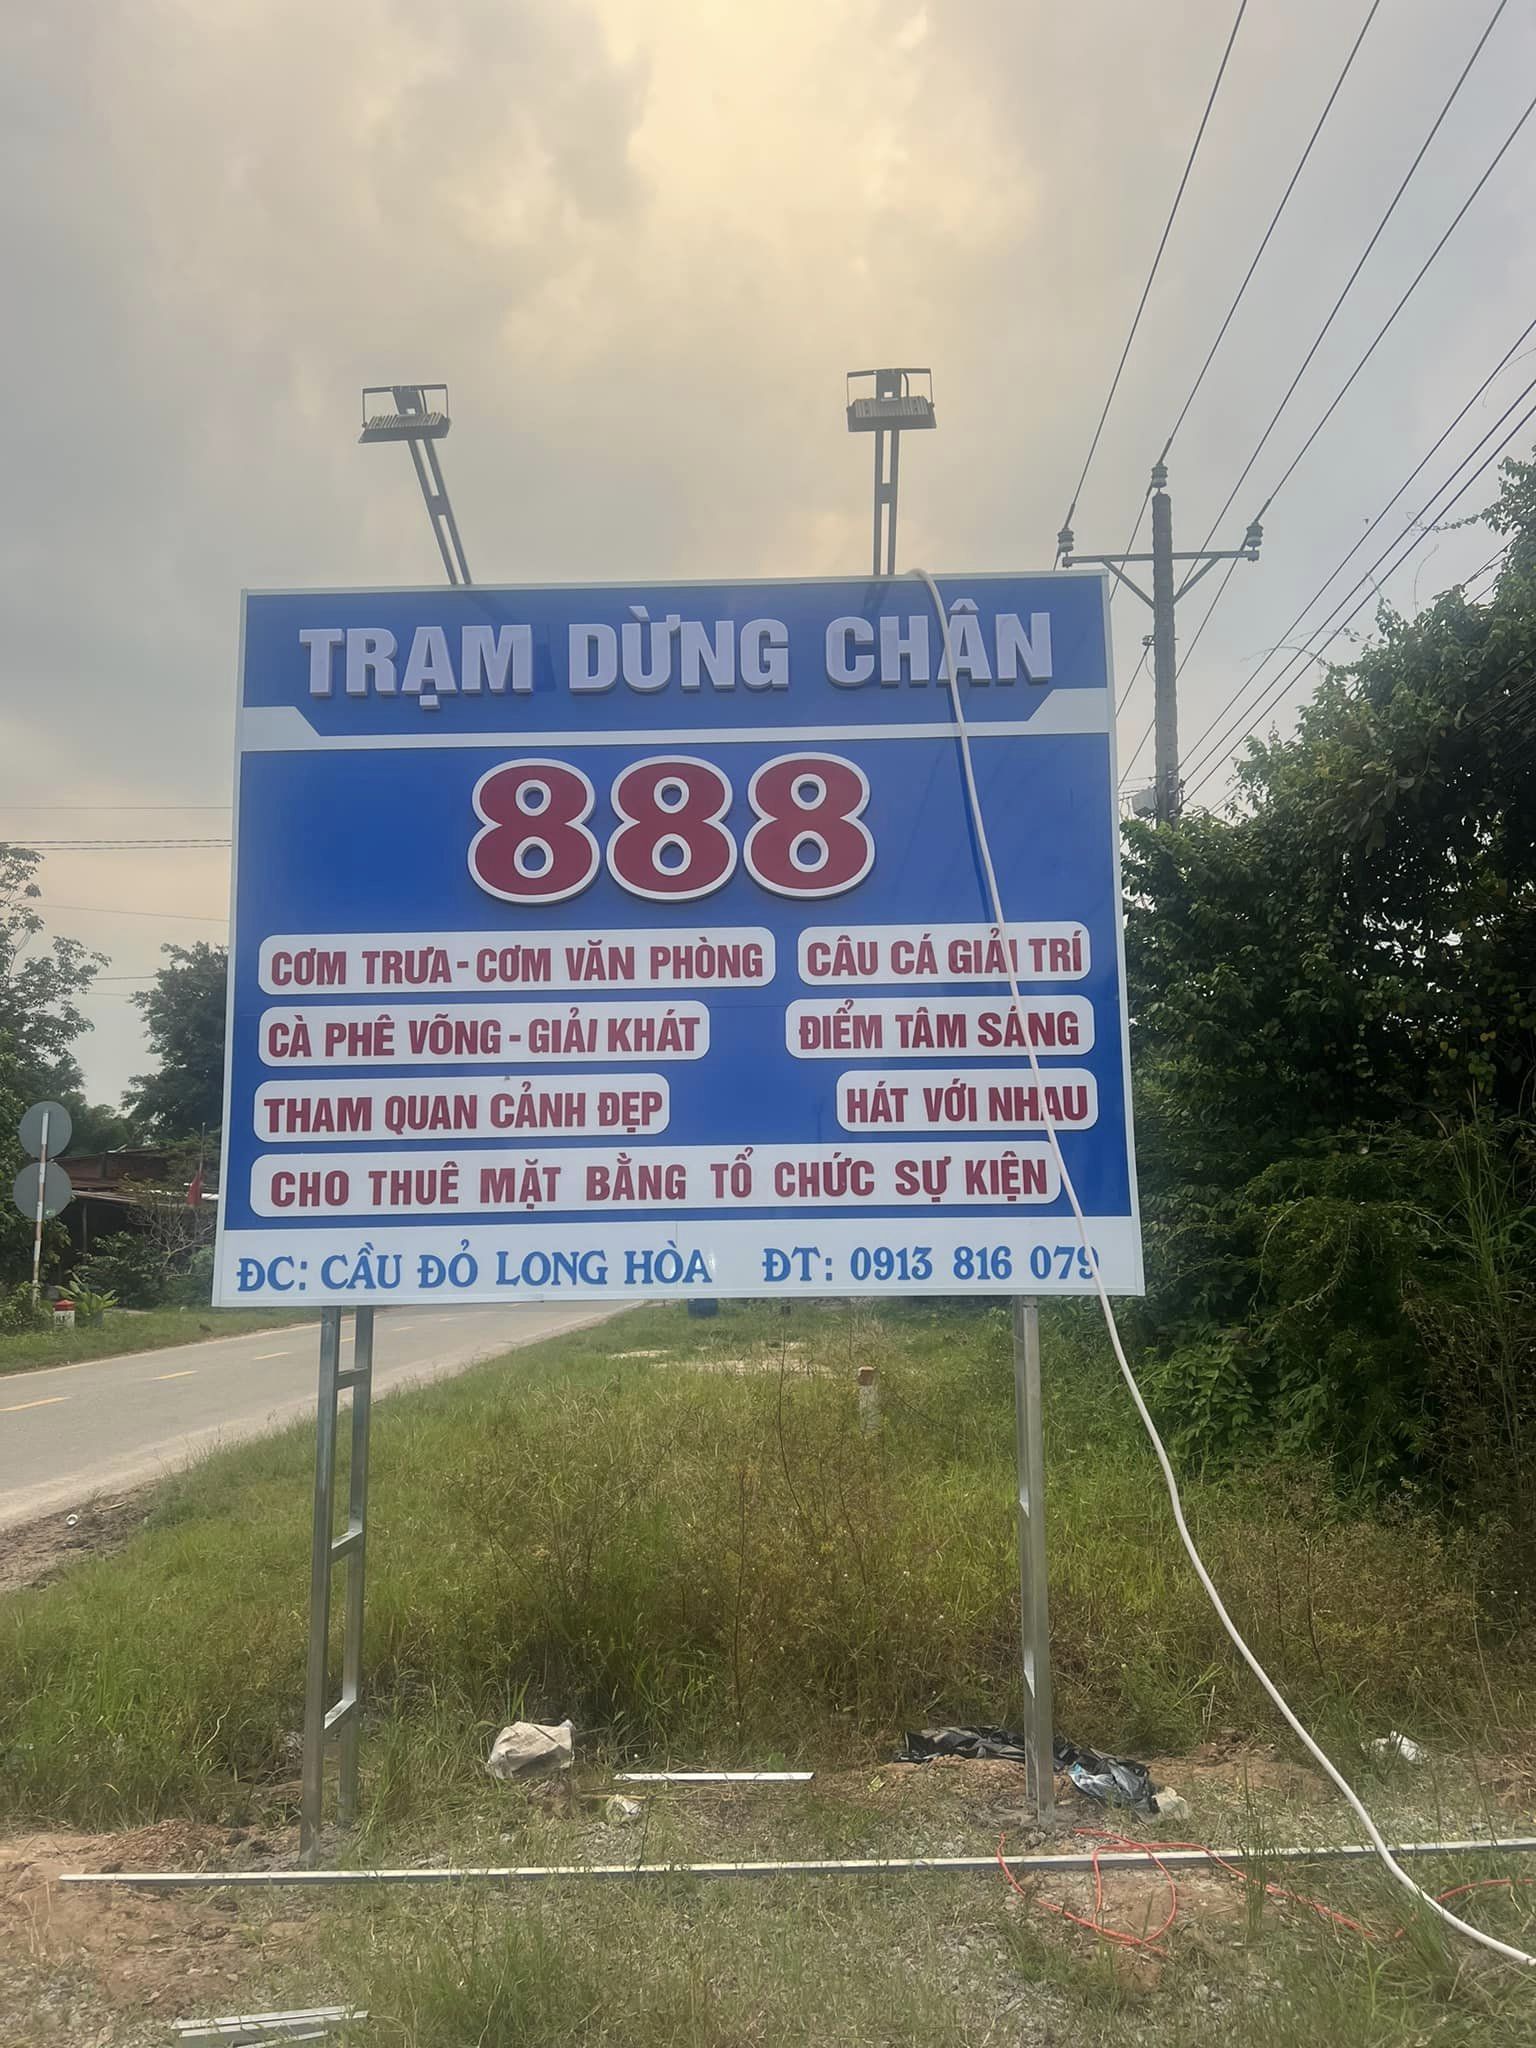 TRẠM DỪNG CHÂN
888
CƠM TRƯA - CƠM VĂN PHÒNG
CÂU CÁ GIẢI TRÍ
CÀ PHÊ VÕNG - GIẢI KHÁT
ĐIỂM TÂM SÁNG
THAM QUAN CẢNH ĐẸP
HÁT VỚI NHAU
CHO THUÊ MẶT BẰNG TỔ CHỨC SỰ KIỆN
ĐC: CẦU ĐỎ LONG HÒA ĐT: 0913 816 079